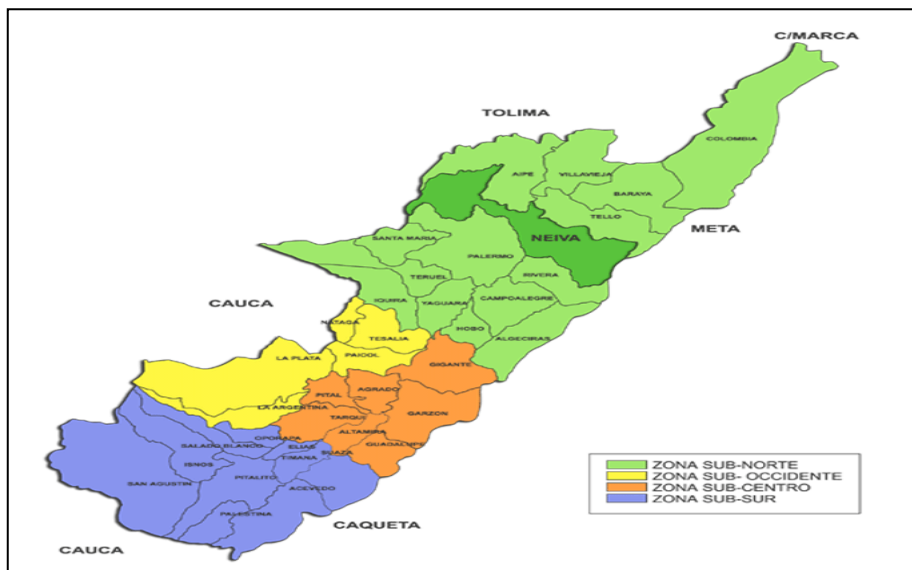 C/MARCA
TOLIMA
COLOMBIA
AIPE
VILLAVIEJA
BARAYA
TELLO
META
NEIVA
SANTA MARIA
PALERMO
RIVERA
TERUEL
CAUCA
IQUIRA
YAGUARA
CAMPOALEGRE
NATAGA
HOBO
ALGECIRAS
TESALIA
LA PLATA
PAICOL
GIGANTE
PITAL
AGRADO
LA ARGENTINA
GARZON
TARQUI
OPORAPA
ALTAMIRA
SALADO BLANCO
ELIAS
GUADALUPE
SUAZA
TIMANA
ISNOS
PITALITO
SAN AGUSTIN
ACEVEDO
PALESTINA
CAQUETA
CAUCA
ZONA SUB-NORTE
ZONA SUB- OCCIDENTE
ZONA SUB-CENTRO
ZONA SUB-SUR